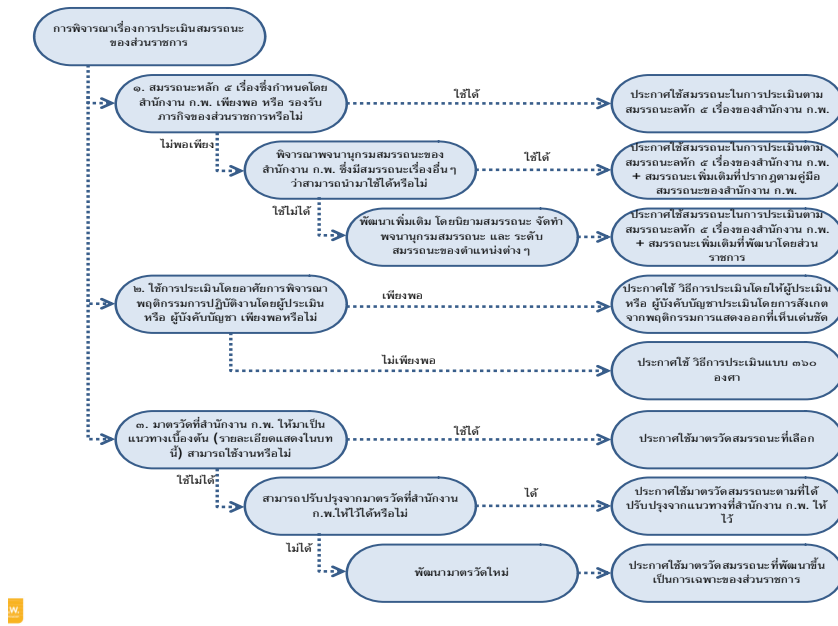 การพิจารณาเรื่องการประเมินสมรรถนะ
ของส่วนราชการ
๑. สมรรถนะหลัก ๕ เรื่องซึ่งกำหนดโดย
สำนักงาน ก.พ. เพียงพอ หรือ รองรับ
ภารกิจของส่วนราชการหรือไม่
ใช้ได้
ประกาศใช้สมรรถนะในการประเมินตาม
สมรรถนะลหัก ๕ เรื่องของสำนักงาน ก.พ.
ไม่พอเพียง
พิจารณาพจนานุกรมสมรรถนะของ
สำนักงาน ก.พ. ซึ่งมีสมรรถนะเรื่องอื่นๆ
ว่าสามารถนำมาใช้ได้หรือไม่
ใช้ได้
ประกาศใช้สมรรถนะในการประเมินตาม
สมรรถนะลหัก ๕ เรื่องของสำนักงาน ก.พ.
+ สมรรถนะเพิ่มเติมที่ปรากฎตามคู่มือ
สมรรถนะของสำนักงาน ก.พ.
ใช้ไม่ได้
พัฒนาเพิ่มเติม โดยนิยามสมรรถนะ จัดทำ
พจนานุกรมสมรรถนะ และ ระดับ
สมรรถนะของตำแหน่งต่างๆ
ประกาศใช้สมรรถนะในการประเมินตาม
สมรรถนะลหัก ๕ เรื่องของสำนักงาน ก.พ.
+ สมรรถนะเพิ่มเติมที่พัฒนาโดยส่วน
ราชการ
๒. ใช้การประเมินโดยอาศัยการพิจารณา
พฤติกรรมการปฏิบัติงานโดยผู้ประเมิน
หรือ ผู้บังคับบัญชา เพียงพอหรือไม่
เพียงพอ
ประกาศใช้ วิธีการประเมินโดยให้ผู้ประเมิน
หรือ ผู้บังคับบัญชาประเมินโดยการสังเกต
จากพฤติกรรมการแสดงออกที่เห็นเด่นชัด
ไม่เพียงพอ
ประกาศใช้ วิธีการประเมินแบบ ๓๖๐
องศา
๓. มาตรวัดที่สำนักงาน ก.พ. ให้มาเป็น
แนวทางเบื้องต้น (รายละเอียดแสดงในบท
นี้) สามารถใช้งานหรือไม่
ใช้ได้
ประกาศใช้มาตรวัดสมรรถนะที่เลือก
ใช้ไม่ได้
สามารถปรับปรุงจากมาตรวัดที่สำนักงาน
ก.พ.ให้ไว้ได้หรือไม่
ได้
ประกาศใช้มาตรวัดสมรรถนะตามที่ได้
ปรับปรุงจากแนวทางที่สำนักงาน ก.พ. ให้
ไว้
ไม่ได้
พัฒนามาตรวัดใหม่
ประกาศใช้มาตรวัดสมรรถนะที่พัฒนาขึ้น
เป็นการเฉพาะของส่วนราชการ